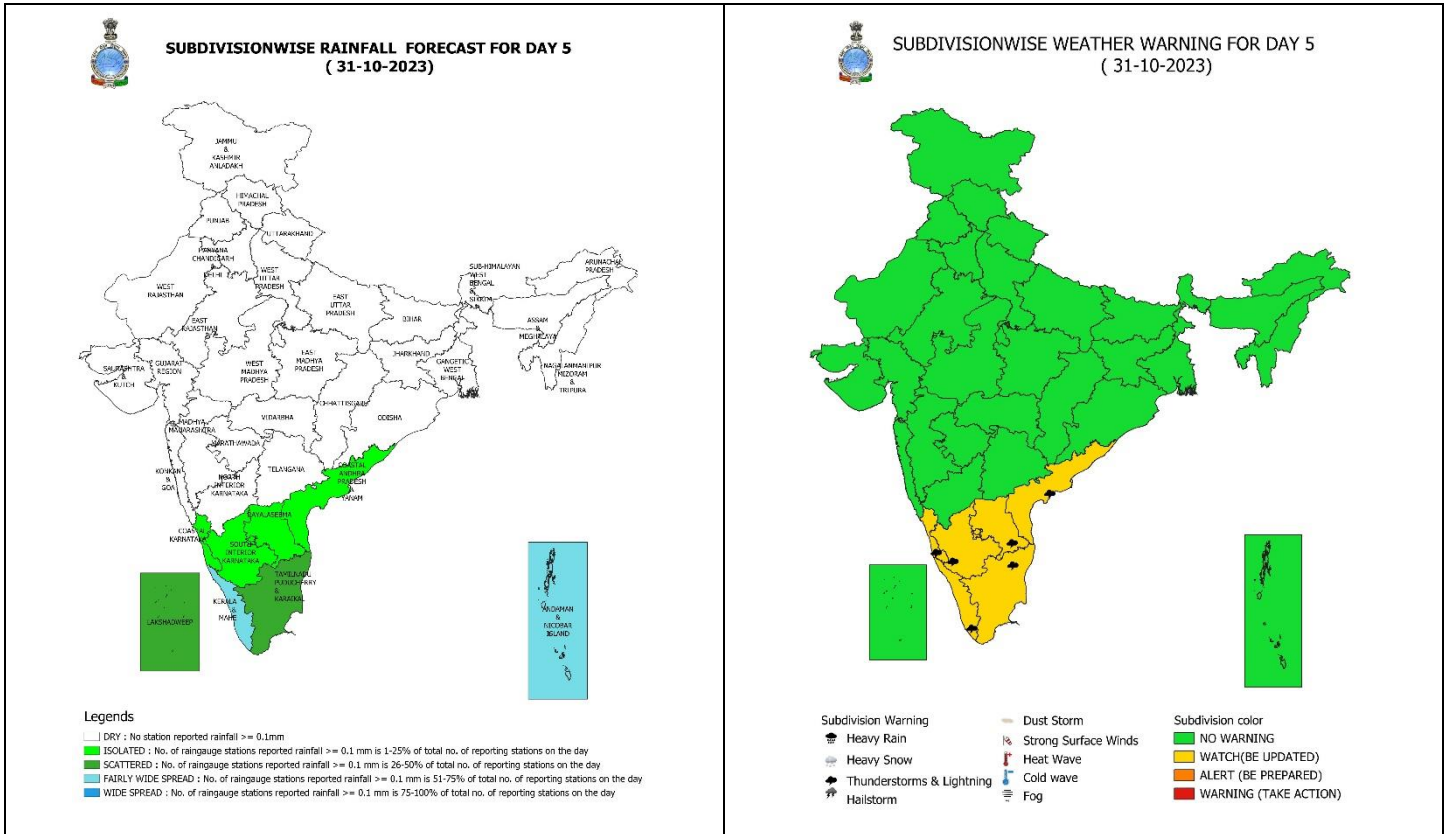 SUBDIVISIONWISE RAINFALL FORECAST FOR DAY 5
( 31-10-2023)
JAMMU
&
KASHMIR
ANLADAKH
HIMACHAL
PRADESH
PUNJAB
UTTARAKHAND
HARYANA
CHANDIGARH
&
DELHI
WEST
UTTAR
PRADESH
SUB-HIMALAYAN
WEST
BENGAL
&
SIKKIM
ARUNACHAL
PRADESH
WEST
RAJASTHAN
EAST
UTTAR
PRADESH
EAST
RAJASTHAN
BIHAR
ASSAM
&
MEGHALAYA
SAURASHTRA
&
KUTCH
GUJARAT
REGION
WEST
MADHYA
PRADESH
EAST
MADHYA
PRADESH
JHARKHAND
GANGETIC
WEST
BENGAL
NAGALANMANIPUR
MIZORAM
&
TRIPURA
CHHATTISGARH
VIDARBHA
ODISHA
MADHYA
MAHARASHTRA
MARATHAWADA
KONKAN
&
GOA
NORTH
INTERIOR
KARNATAKA
TELANGANA
COASTAL
ANDHRA
PRADESH
&
YANAM
RAYALASEEMA
COASTAL
KARNATAKA
SOUTH
INTERIOR
KARNATAKA
TAMILNADU
PUDUCHERRY
&
KARAIKAL
KERALA
&
MAHE
LAKSHADWEEP
ANDAMAN
&
NICOBAR
ISLAND
Legends
DRY : No station reported rainfall >= 0.1mm
ISOLATED : No. of raingauge stations reported rainfall >= 0.1 mm is 1-25% of total no. of reporting stations on the day
SCATTERED : No. of raingauge stations reported rainfall >= 0.1 mm is 26-50% of total no. of reporting stations on the day
FAIRLY WIDE SPREAD : No. of raingauge stations reported rainfall >= 0.1 mm is 51-75% of total no. of reporting stations on the day
WIDE SPREAD : No. of raingauge stations reported rainfall >= 0.1 mm is 75-100% of total no. of reporting stations on the day
SUBDIVISIONWISE WEATHER WARNING FOR DAY 5
( 31-10-2023)
Subdivision Warning
Heavy Rain
Heavy Snow
Thunderstorms & Lightning
Hailstorm
Dust Storm
Strong Surface Winds
Heat Wave
Cold wave
Fog
Subdivision color
NO WARNING
WATCH(BE UPDATED)
ALERT (BE PREPARED)
WARNING (TAKE ACTION)